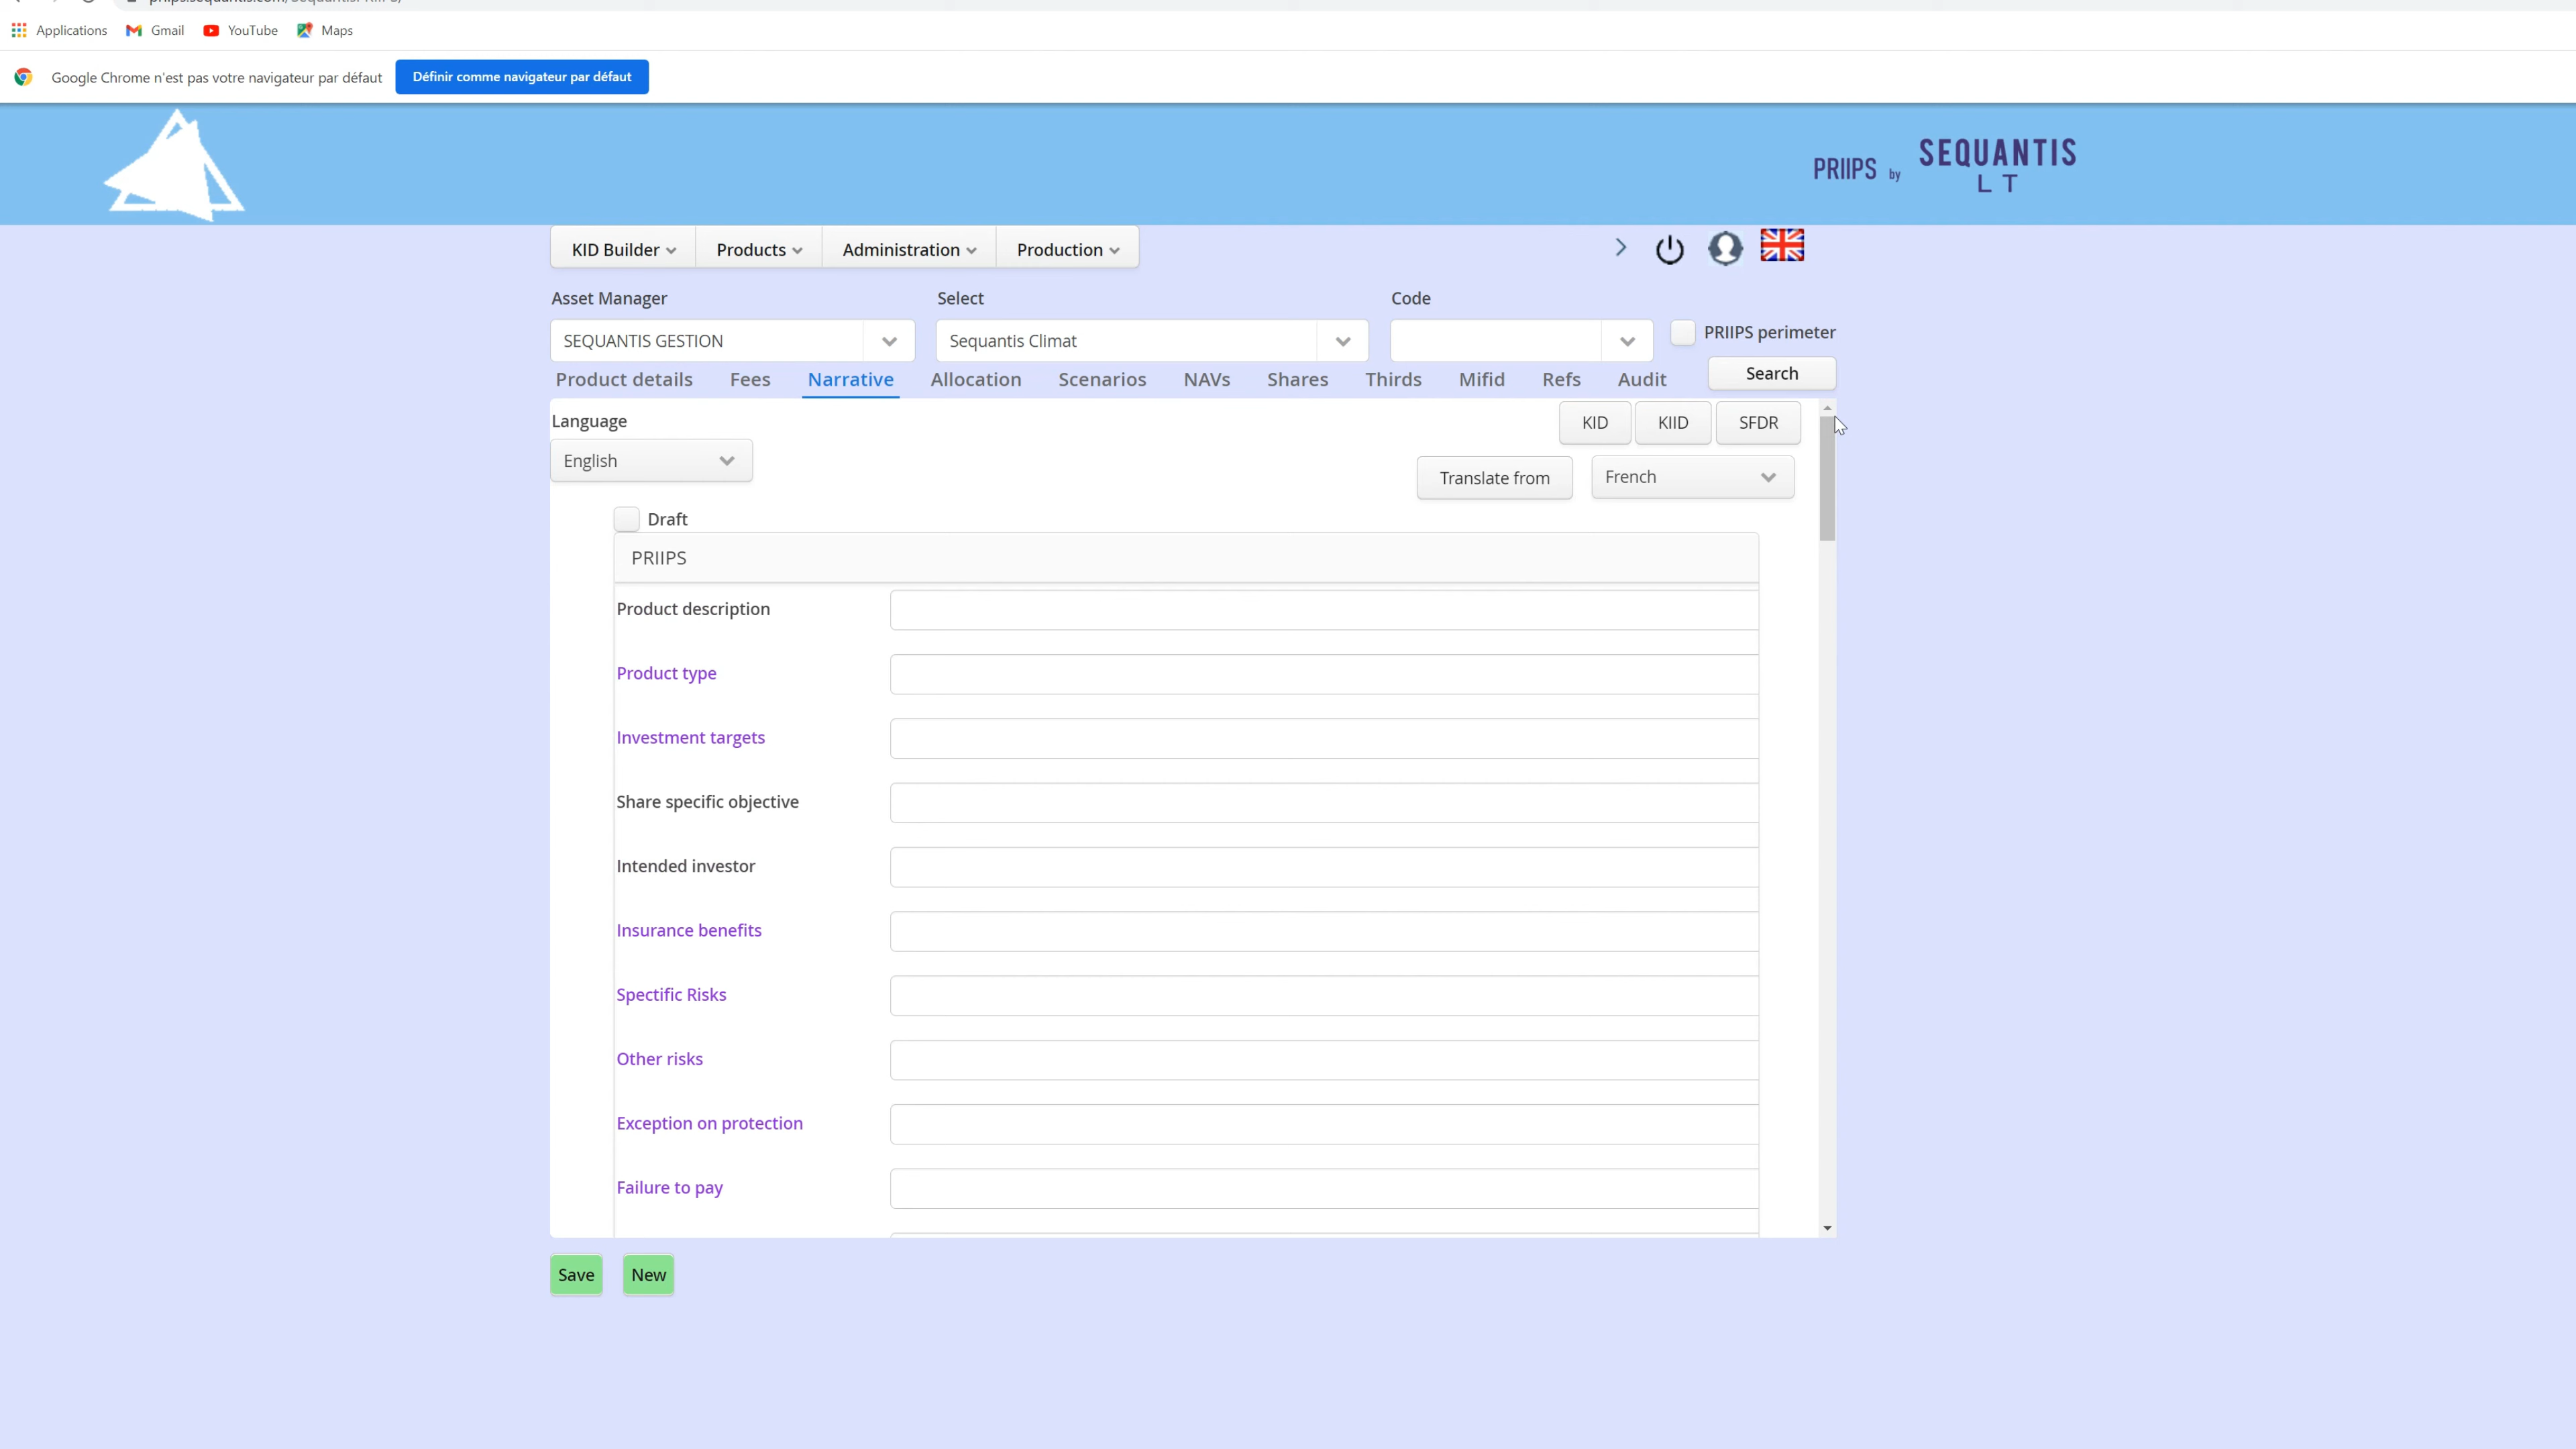 Applications Gmail YouTube Maps
Google Chrome n'est pas votre navigateur par défaut Définir comme navigateur par défaut
PRIIPS by SEQUANTIS
LT
KID Builder Products Administration Production
Asset Manager Select Code
SEQUANTIS GESTION Sequantis Climat PRIIPS perimeter
Product details Fees Narrative Allocation Scenarios NAVs Shares Thirds Mifid Refs Audit Search
Language KID KIID SFDR
English Translate from French
Draft
PRIIPS
Product description
Product type
Investment targets
Share specific objective
Intended investor
Insurance benefits
Spectific Risks
Other risks
Exception on protection
Failure to pay
Save New